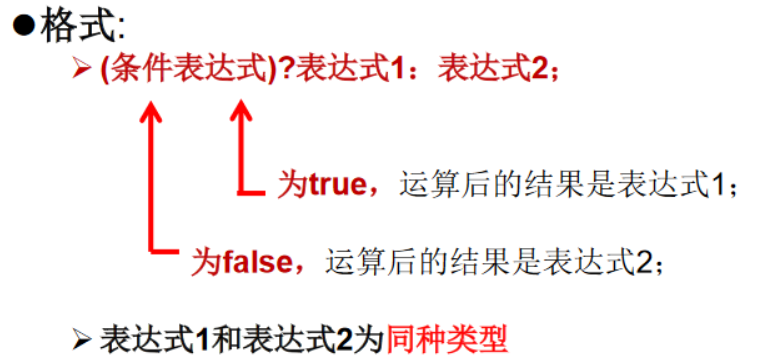 ●格式:
➢ (条件表达式)?表达式1：表达式2；
为true，运算后的结果是表达式1；
为false，运算后的结果是表达式2；
➢ 表达式1和表达式2为同种类型